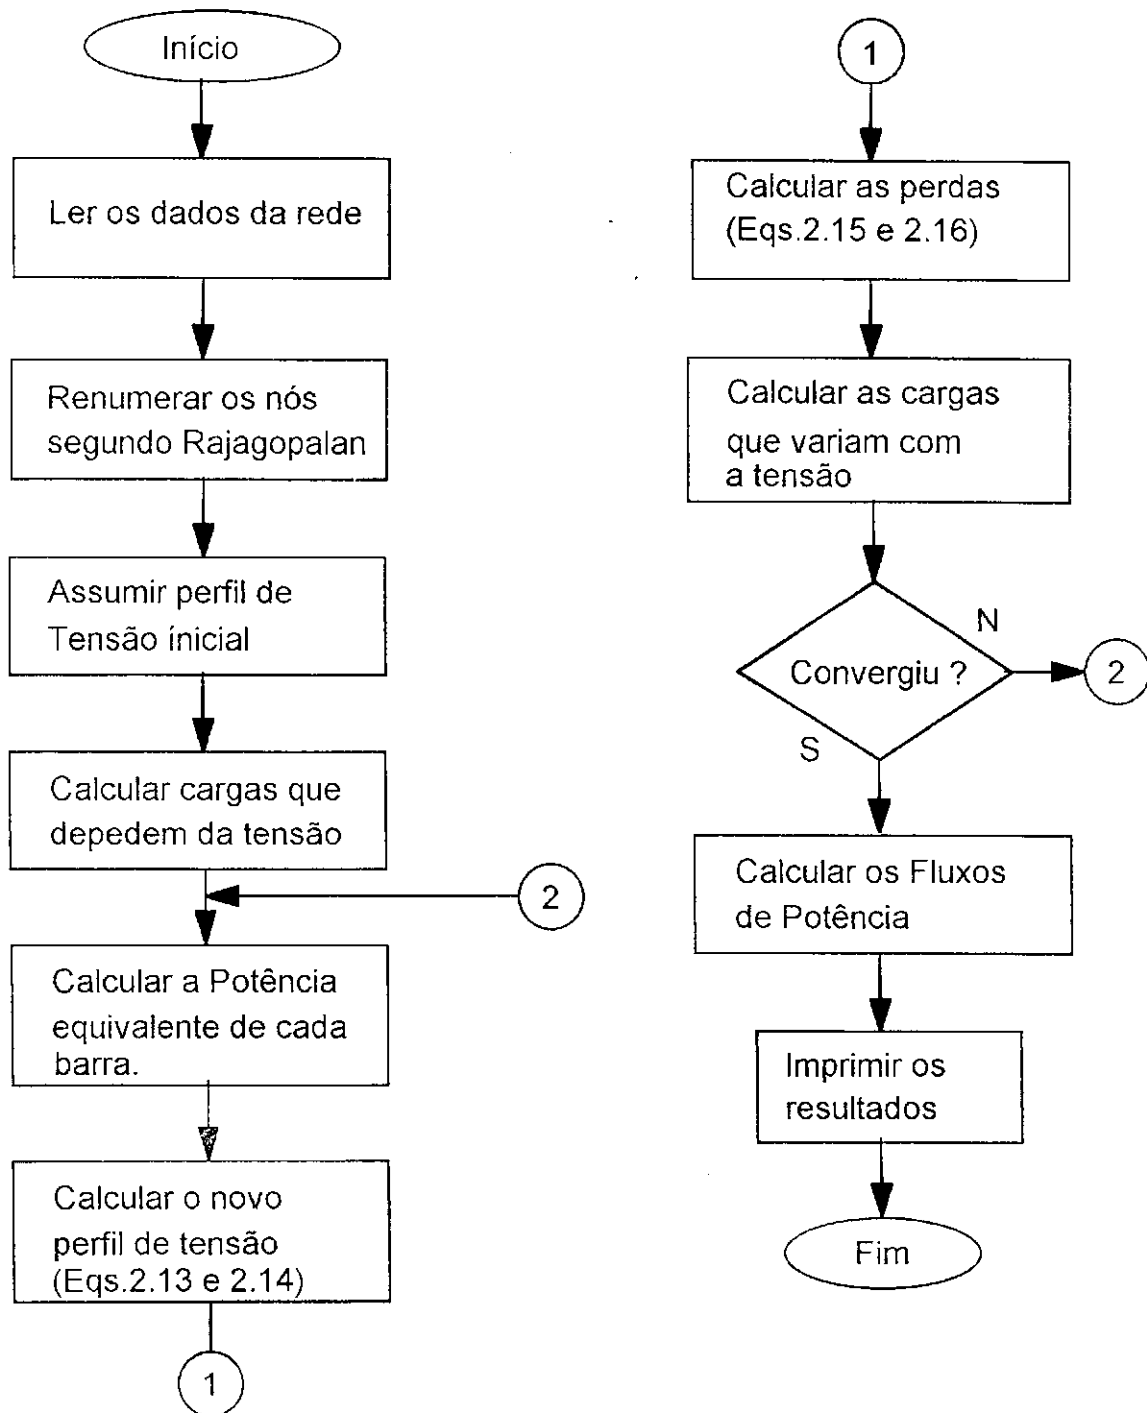 Início
Ler os dados da rede
Renumerar os nós
segundo Rajagopalan
Assumir perfil de
Tensão ínicial
Calcular cargas que
depedem da tensão
2
Calcular a Potência
equivalente de cada
barra.
Calcular o novo
perfil de tensão
(Eqs.2.13 e 2.14)
1
1
Calcular as perdas
(Eqs.2.15 e 2.16)
Calcular as cargas
que variam com
a tensão
N
Convergiu ?
2
S
Calcular os Fluxos
de Potência
Imprimir os
resultados
Fim